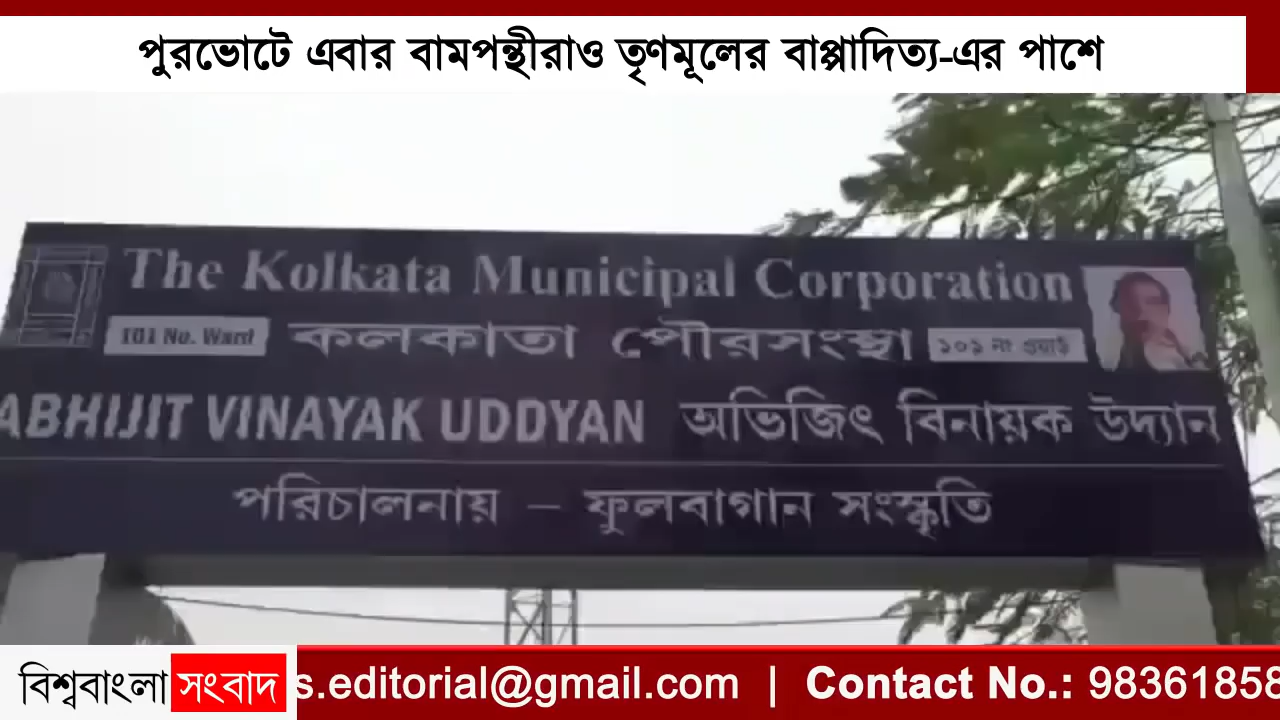 পুরভোটে এবার বামপন্থীরাও তৃণমূলের বাপ্পাদিত্য-এর পাশে
The Kolkata Municipal Corporation
101 No. Ward কলকাতা পৌরসংস্থা ১০১ নং ওয়ার্ড
ABHIJIT VINAYAK UDDYAN অভিজিৎ বিনায়ক উদ্যান
পরিচালনায় – ফুলবাগান সংস্কৃতি
বিশ্ববাংলা সংবাদ s.editorial@gmail.com | Contact No.: 98361858